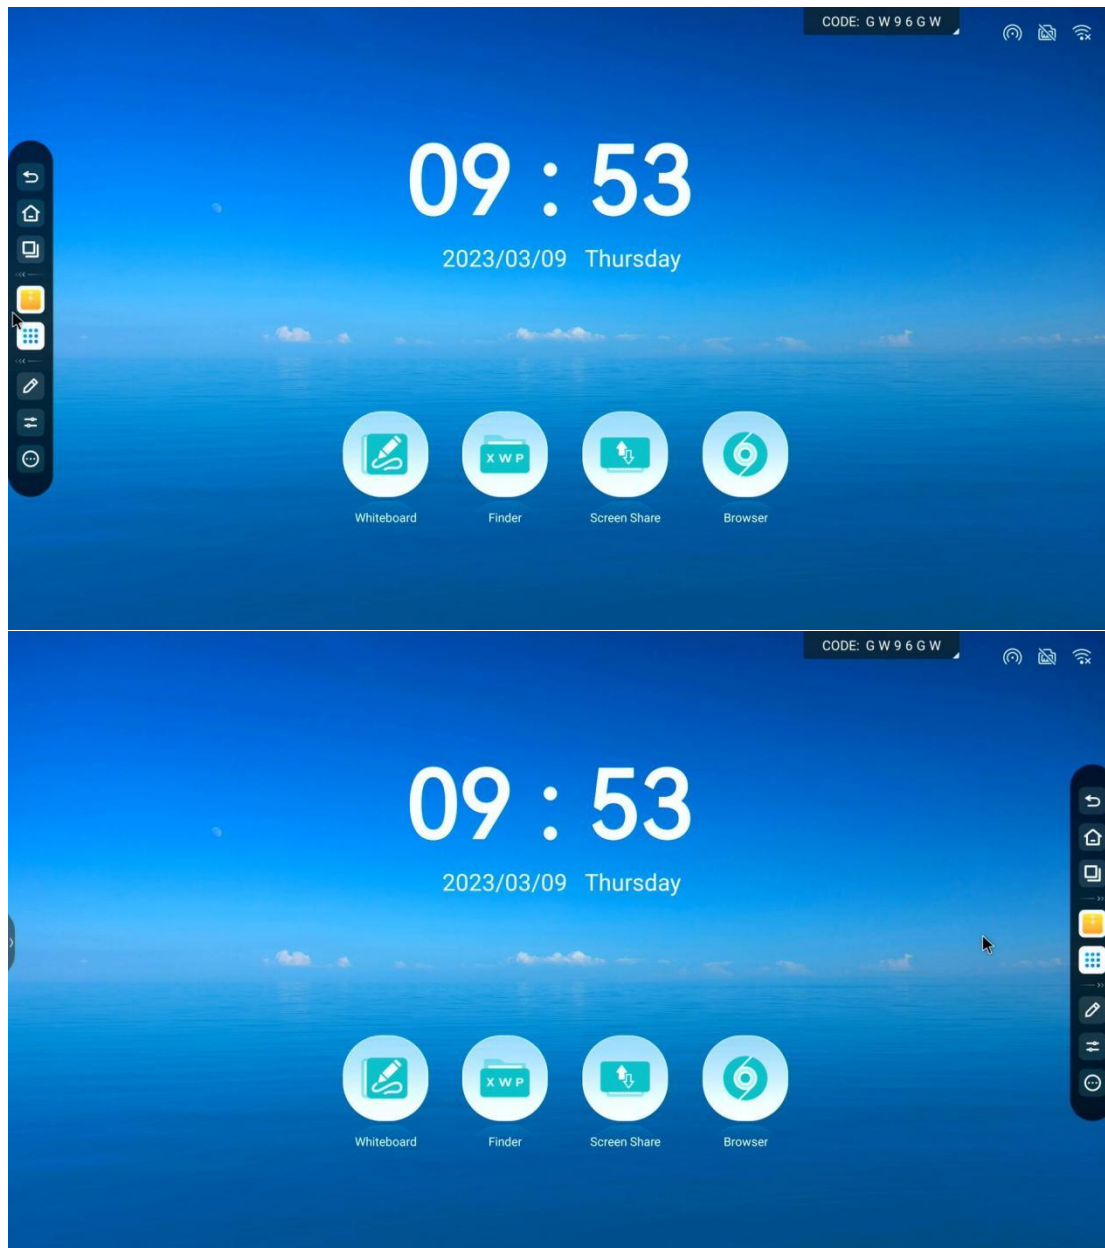 CODE: G W 9 6 G W
09 : 53
2023/03/09 Thursday
X W P
Whiteboard Finder Screen Share Browser
CODE: G W 9 6 G W
09 : 53
2023/03/09 Thursday
X W P
Whiteboard Finder Screen Share Browser